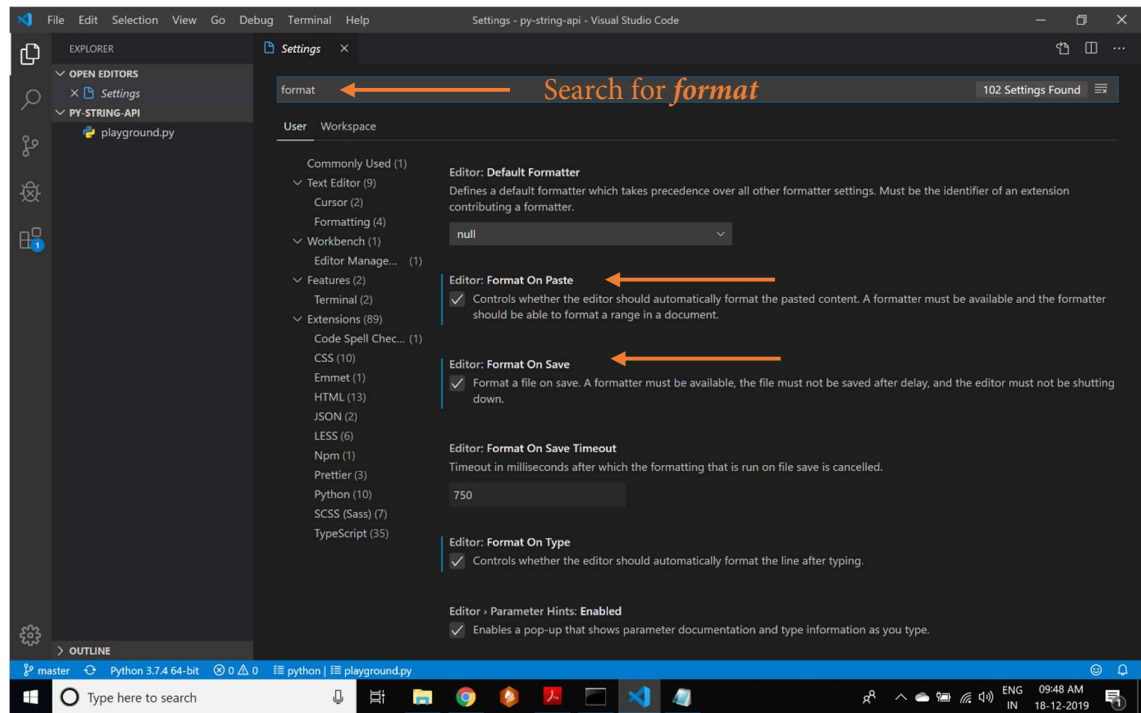 File Edit Selection View Go Debug Terminal Help
Settings - py-string-api - Visual Studio Code
EXPLORER
OPEN EDITORS
Settings
PY-STRING-API
playground.py
OUTLINE
Settings
format
Search for format
102 Settings Found
User Workspace
Commonly Used (1)
Text Editor (9)
Cursor (2)
Formatting (4)
Workbench (1)
Editor Manage... (1)
Features (2)
Terminal (2)
Extensions (89)
Code Spell Chec... (1)
CSS (10)
Emmet (1)
HTML (13)
JSON (2)
LESS (6)
Npm (1)
Prettier (3)
Python (10)
SCSS (Sass) (7)
TypeScript (35)
Editor: Default Formatter
Defines a default formatter which takes precedence over all other formatter settings. Must be the identifier of an extension
contributing a formatter.
null
Editor: Format On Paste
Controls whether the editor should automatically format the pasted content. A formatter must be available and the formatter
should be able to format a range in a document.
Editor: Format On Save
Format a file on save. A formatter must be available, the file must not be saved after delay, and the editor must not be shutting
down.
Editor: Format On Save Timeout
Timeout in milliseconds after which the formatting that is run on file save is cancelled.
750
Editor: Format On Type
Controls whether the editor should automatically format the line after typing.
Editor › Parameter Hints: Enabled
Enables a pop-up that shows parameter documentation and type information as you type.
1
master Python 3.7.4 64-bit 0 0 python | playground.py
Type here to search
ENG
IN
09:48 AM
18-12-2019
1